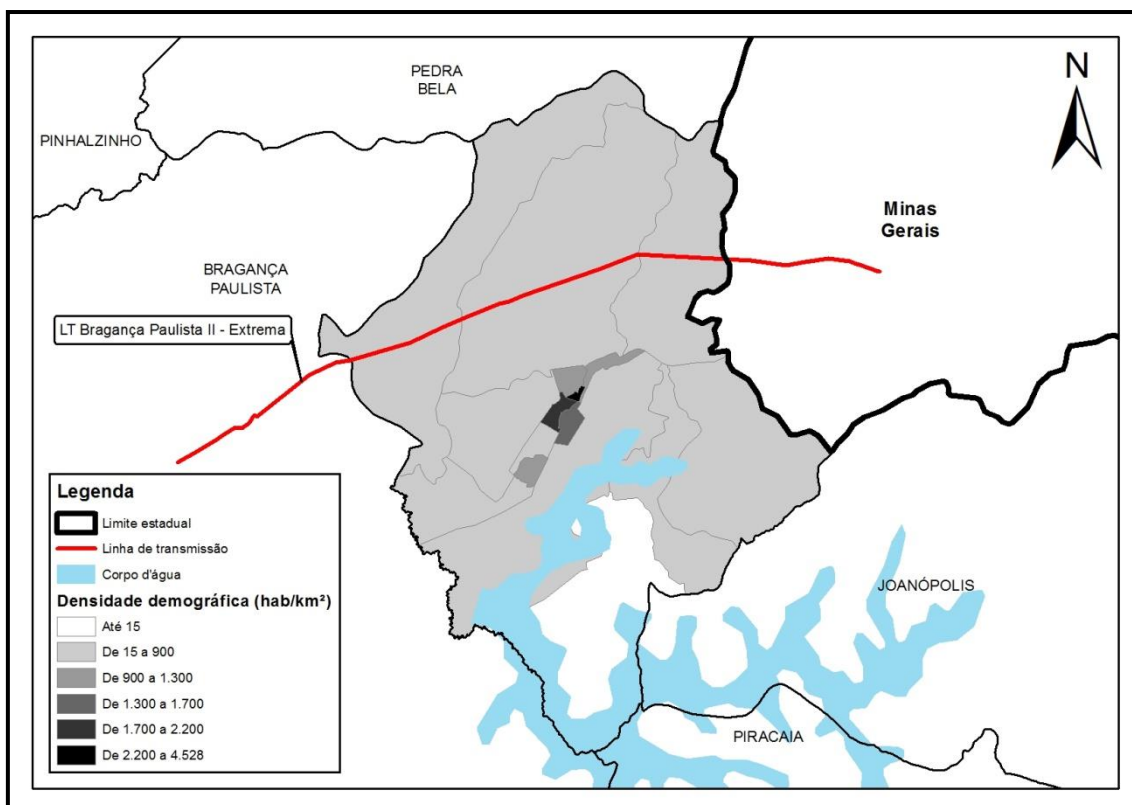 PEDRA
BELA
N
PINHALZINHO
Minas
Gerais
BRAGANÇA
PAULISTA
LT Bragança Paulista II - Extrema
JOANÓPOLIS
PIRACAIA
Legenda
Limite estadual
Linha de transmissão
Corpo d'água
Densidade demográfica (hab/km²)
Até 15
De 15 a 900
De 900 a 1.300
De 1.300 a 1.700
De 1.700 a 2.200
De 2.200 a 4.528